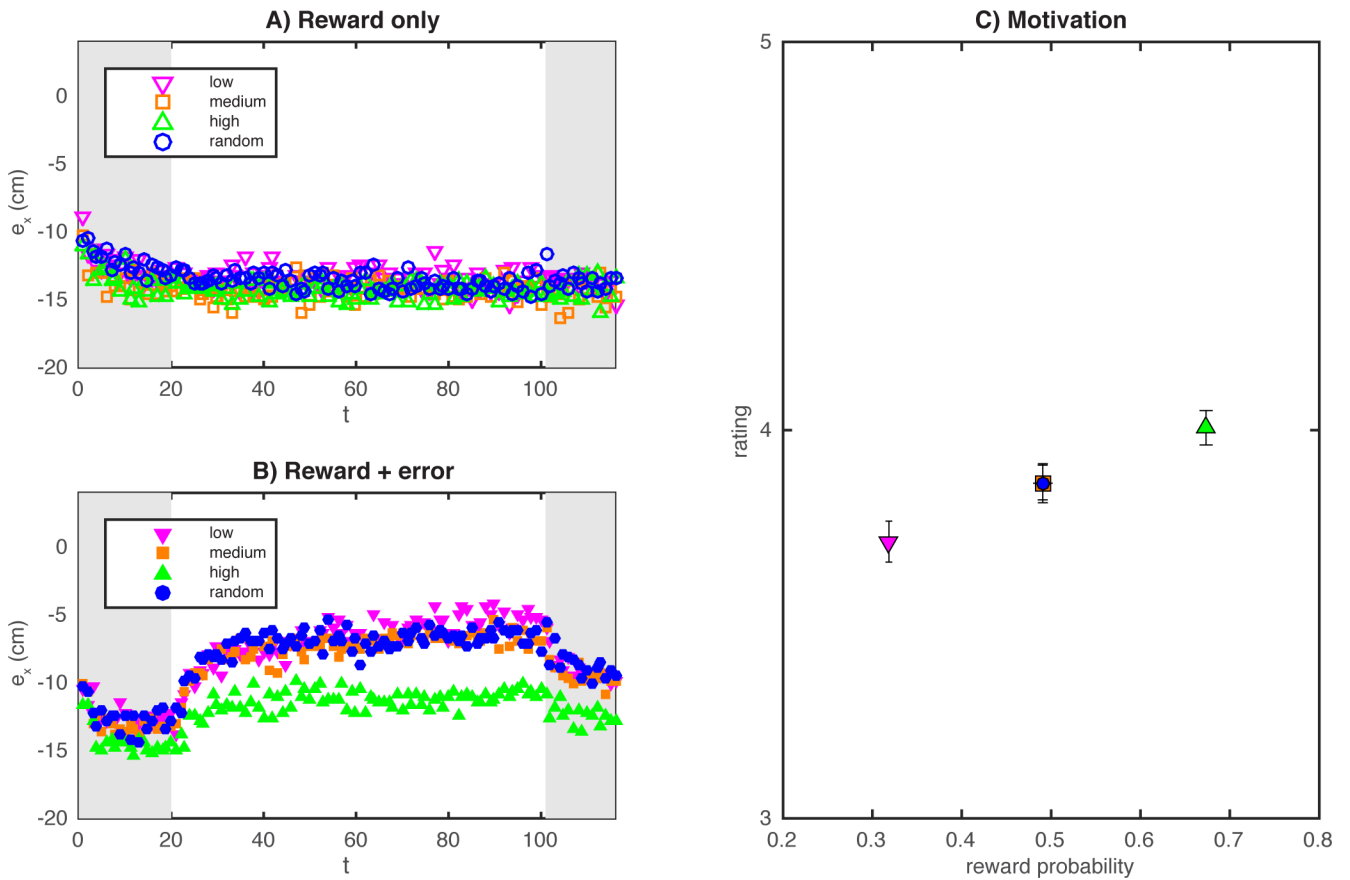 A) Reward only
0
-5
-10
-15
-20
e_x (cm)
low
medium
high
random
0 20 40 60 80 100
t
B) Reward + error
0
-5
-10
-15
-20
e_x (cm)
low
medium
high
random
0 20 40 60 80 100
t
C) Motivation
5
4
3
rating
0.2 0.3 0.4 0.5 0.6 0.7 0.8
reward probability